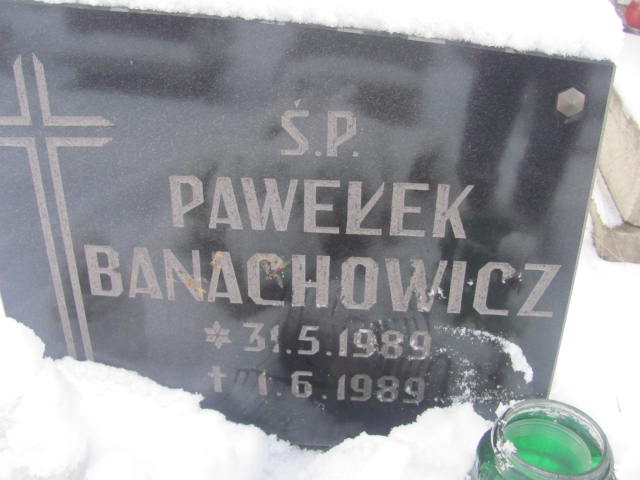 Ś.P.
PAWEŁEK
BANACHOWICZ
* 31.5.1989
† 1.6.1989